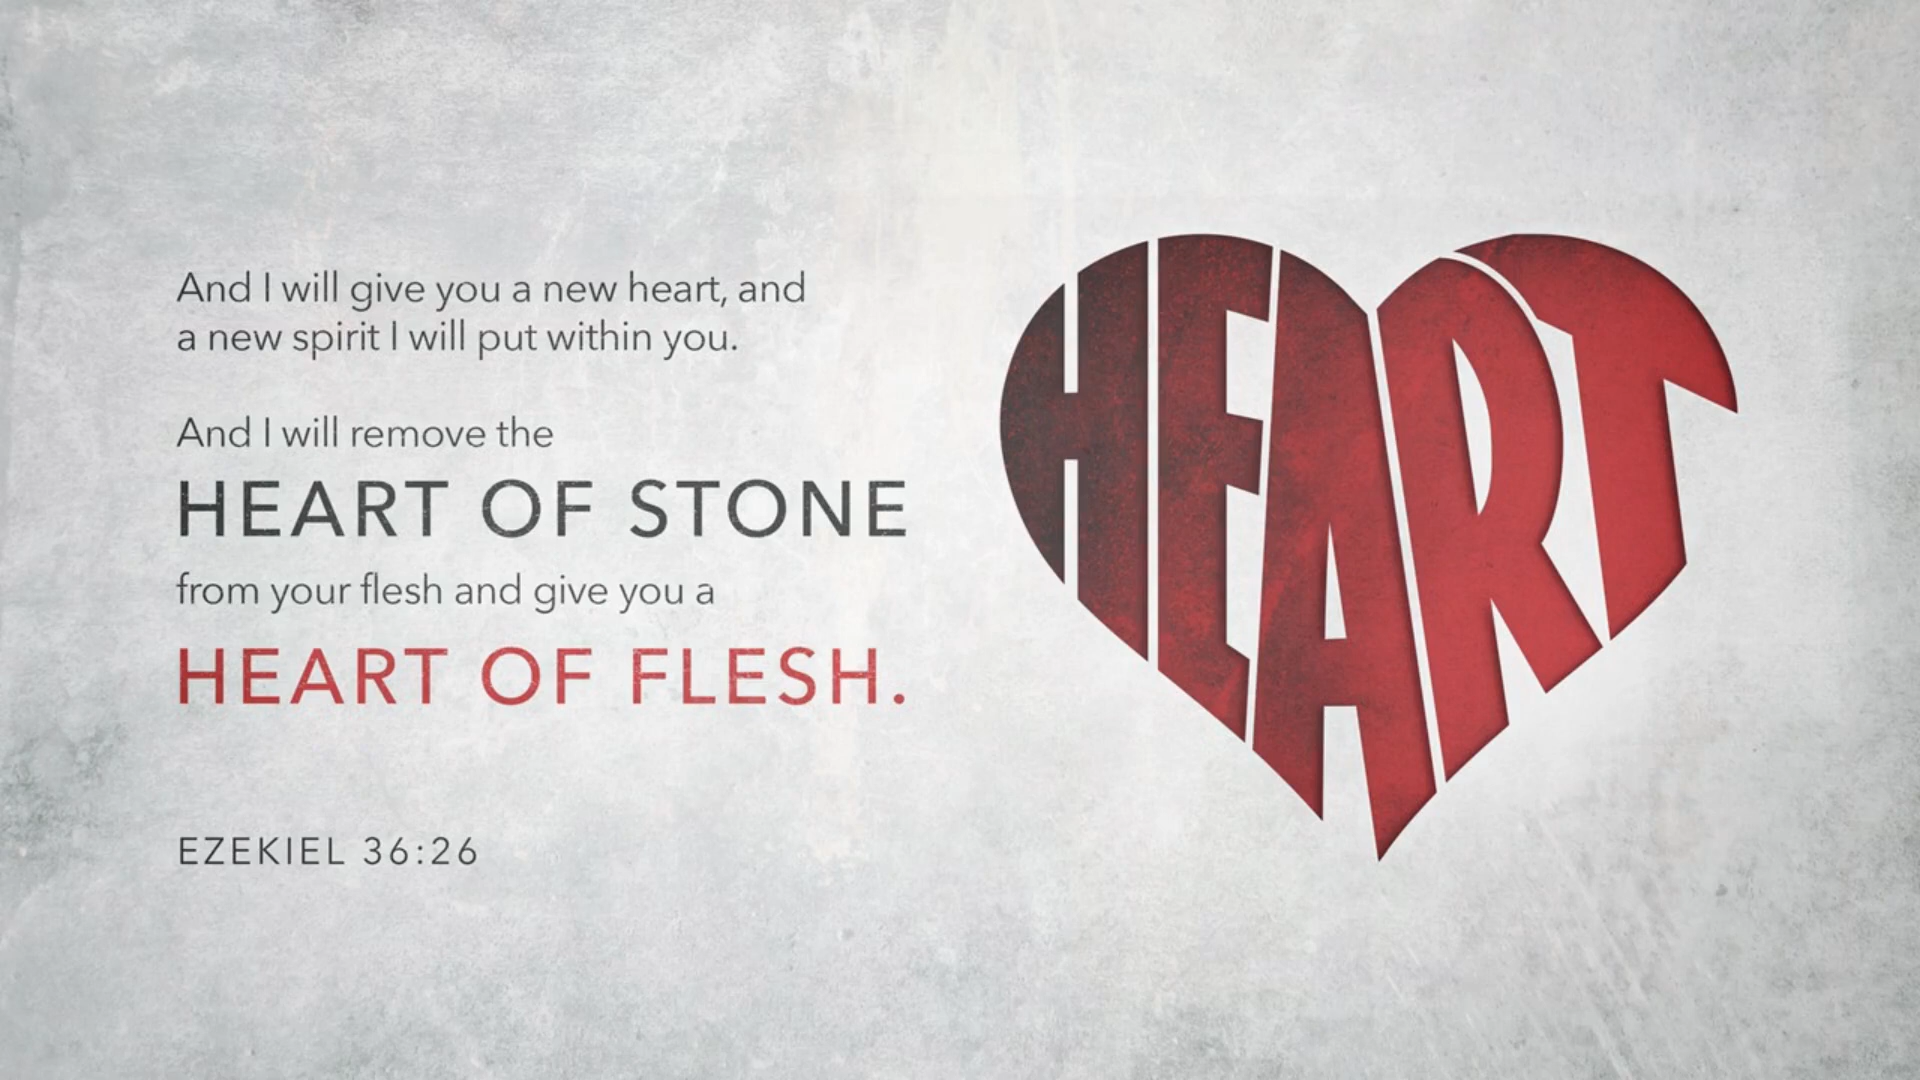 And I will give you a new heart, and
a new spirit I will put within you.
And I will remove the
HEART OF STONE
from your flesh and give you a
HEART OF FLESH.
EZEKIEL 36:26
HEART